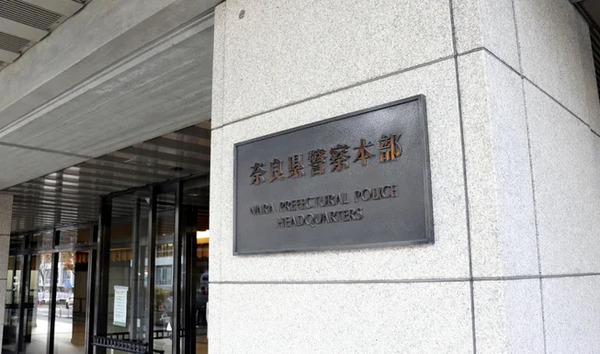 奈良県警察本部
NARA PREFECTURAL POLICE
HEADQUARTERS